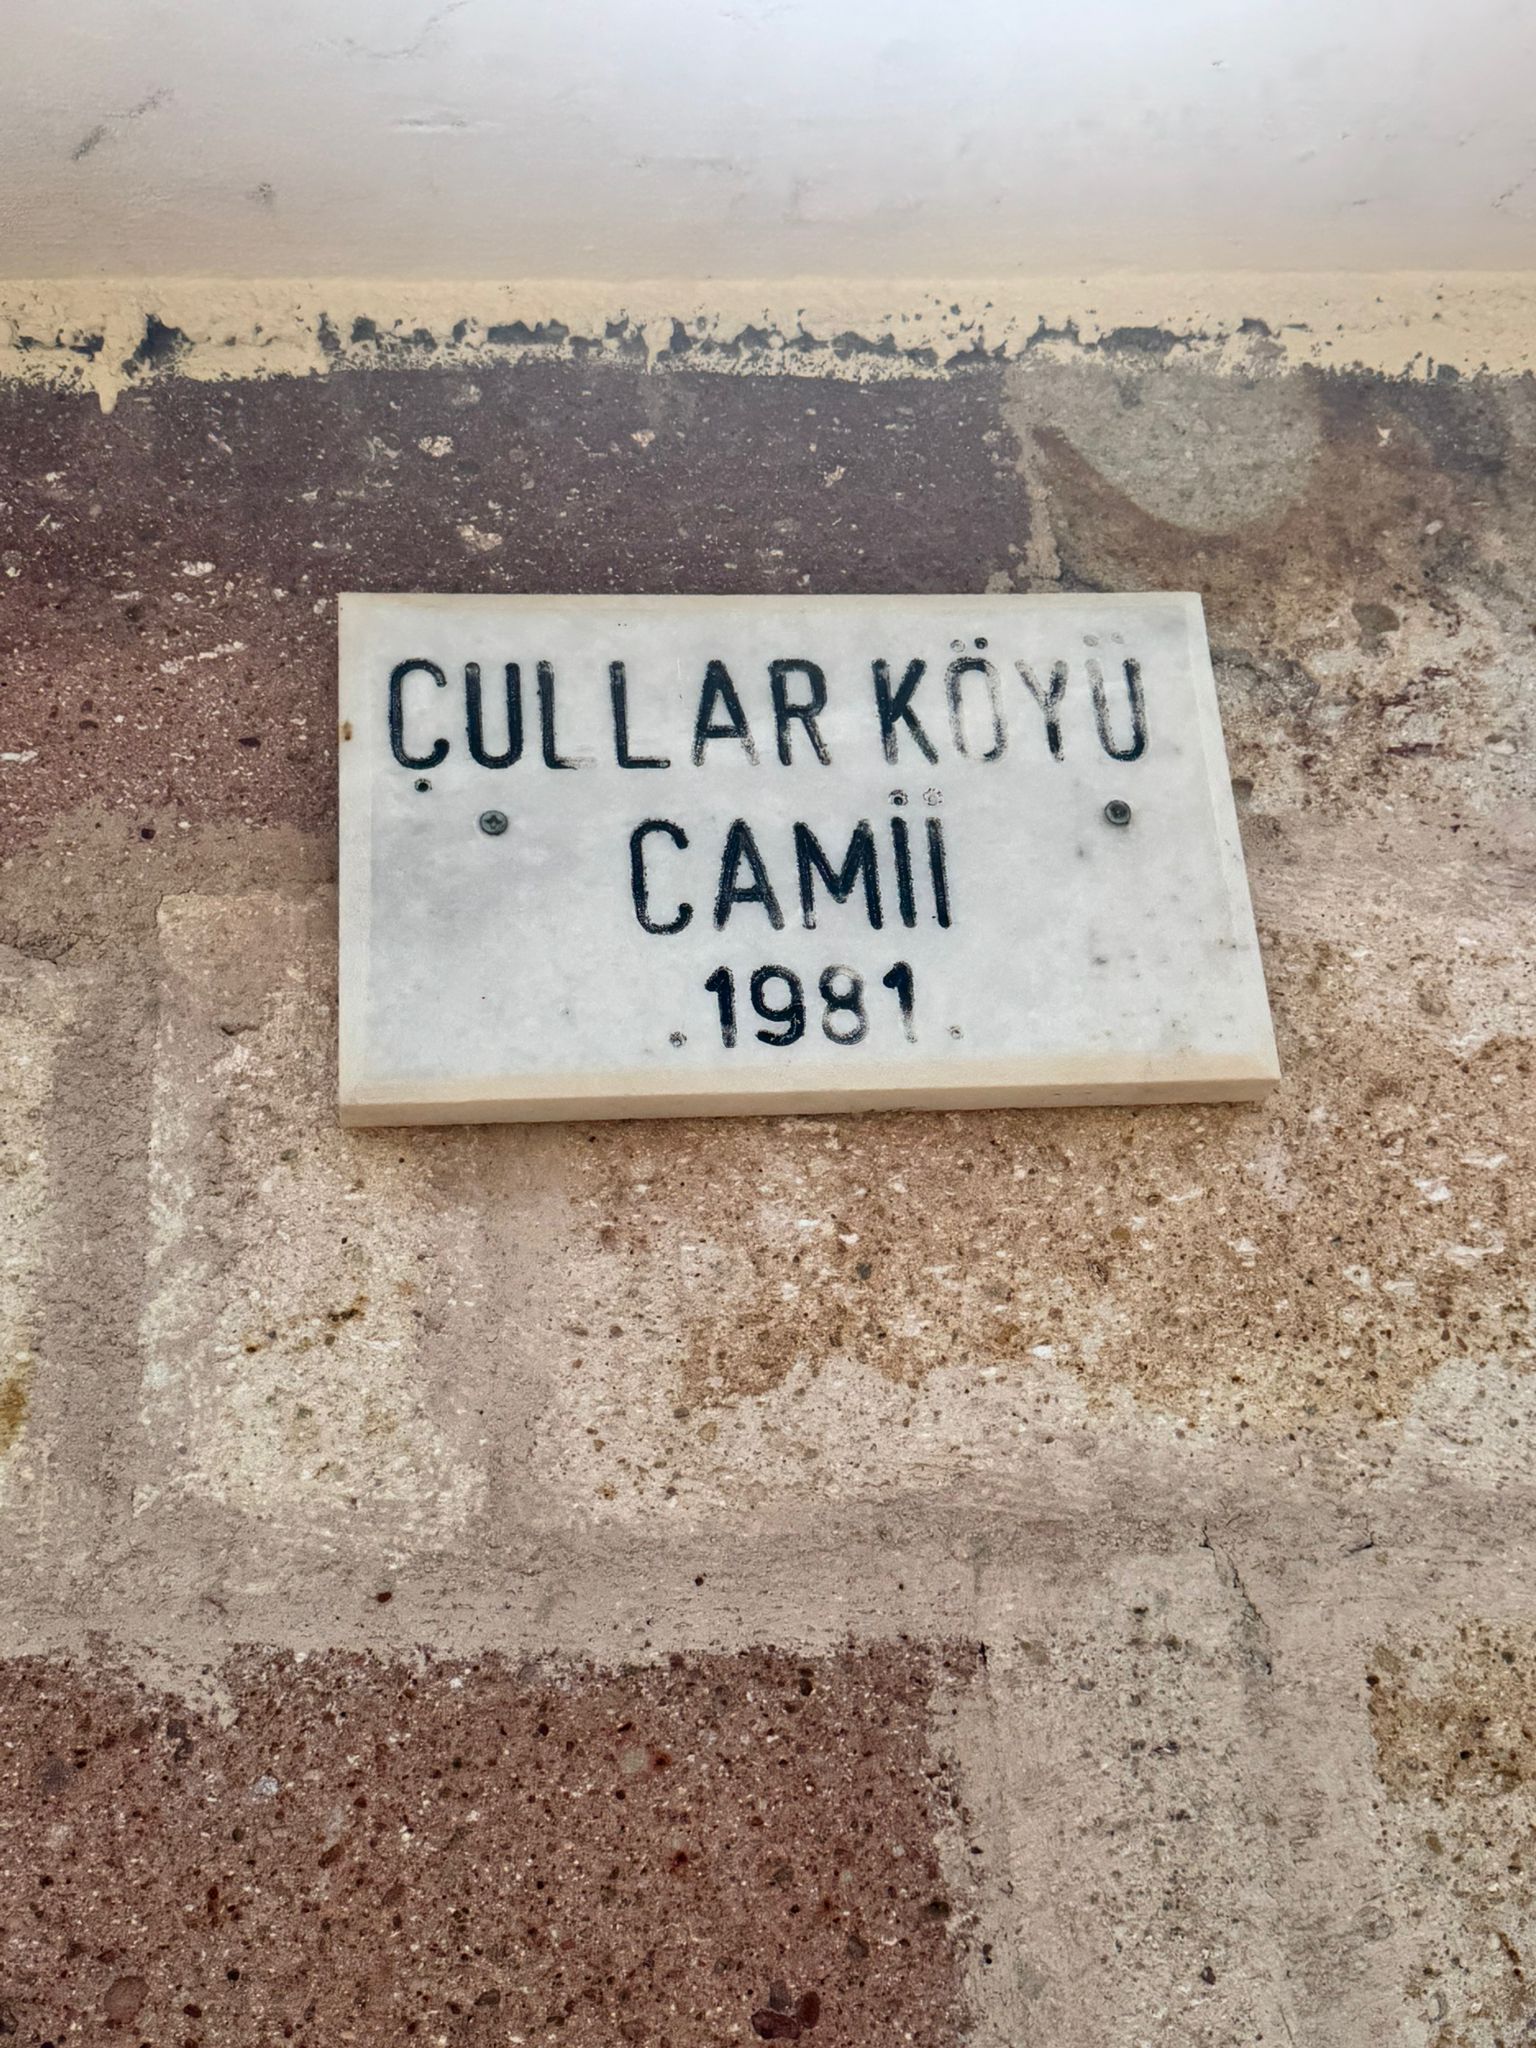 ÇULLAR KÖYÜ
CAMİİ
.1981.